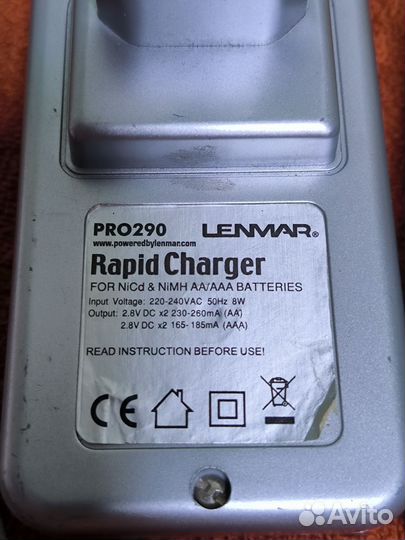 PRO290 LENMAR®
www.poweredbylenmar.com
Rapid Charger
FOR NiCd & NiMH AA/AAA BATTERIES
Input Voltage: 220-240VAC 50Hz 8W
Output: 2.8V DC x2 230-260mA (AA)
2.8V DC x2 165-185mA (AAA)
READ INSTRUCTION BEFORE USE!
CE
Avito